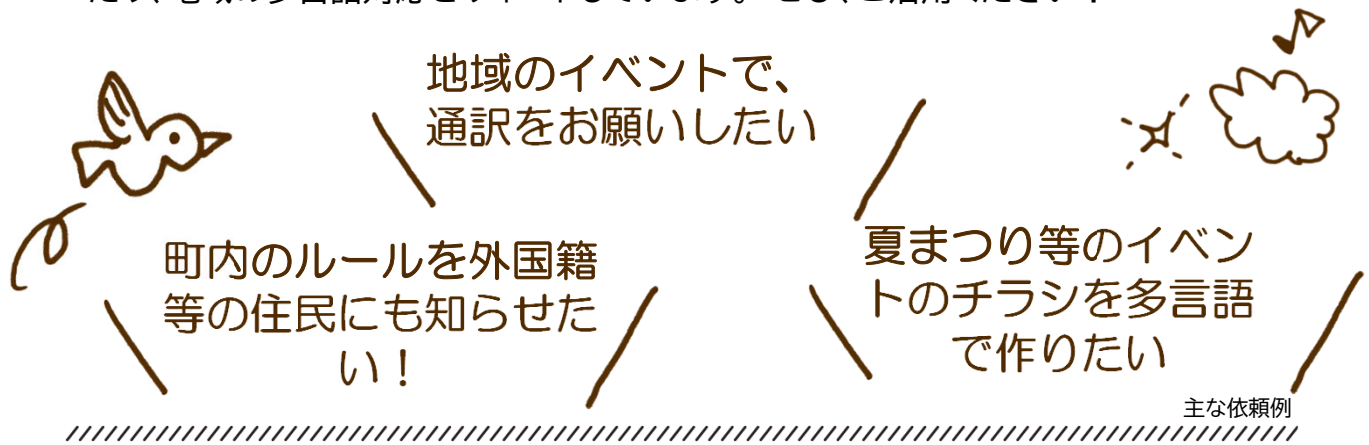 地域のイベントで、
通訳をお願いしたい
町内のルールを外国籍
等の住民にも知らせた
い！
夏まつり等のイベン
トのチラシを多言語
で作りたい
主な依頼例